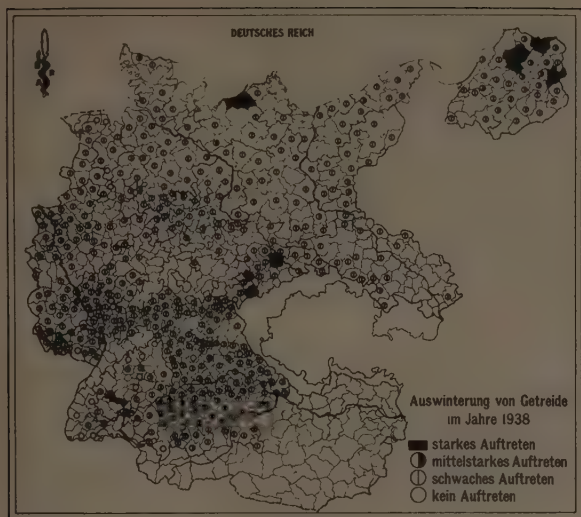 DEUTSCHES REICH
Auswinterung von Getreide
im Jahre 1938
starkes Auftreten
mittelstarkes Auftreten
schwaches Auftreten
kein Auftreten